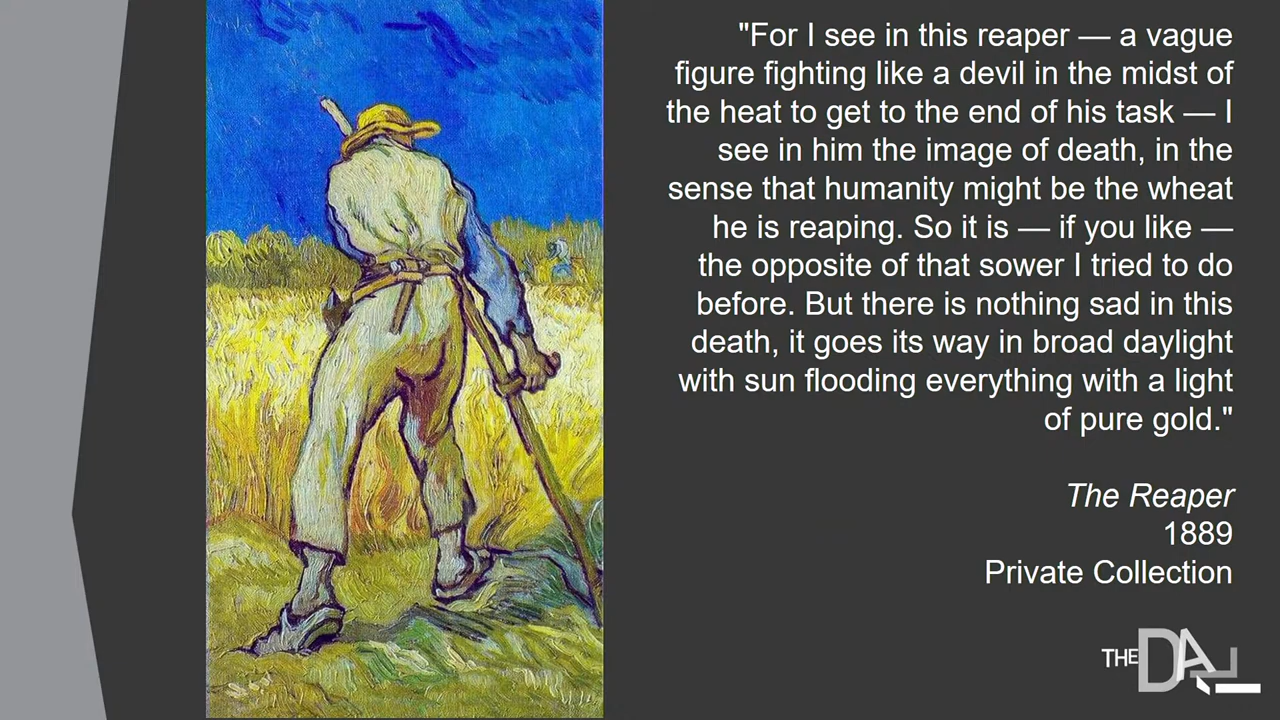 "For I see in this reaper — a vague
figure fighting like a devil in the midst of
the heat to get to the end of his task — I
see in him the image of death, in the
sense that humanity might be the wheat
he is reaping. So it is — if you like —
the opposite of that sower I tried to do
before. But there is nothing sad in this
death, it goes its way in broad daylight
with sun flooding everything with a light
of pure gold."
The Reaper
1889
Private Collection
THE DALÍ